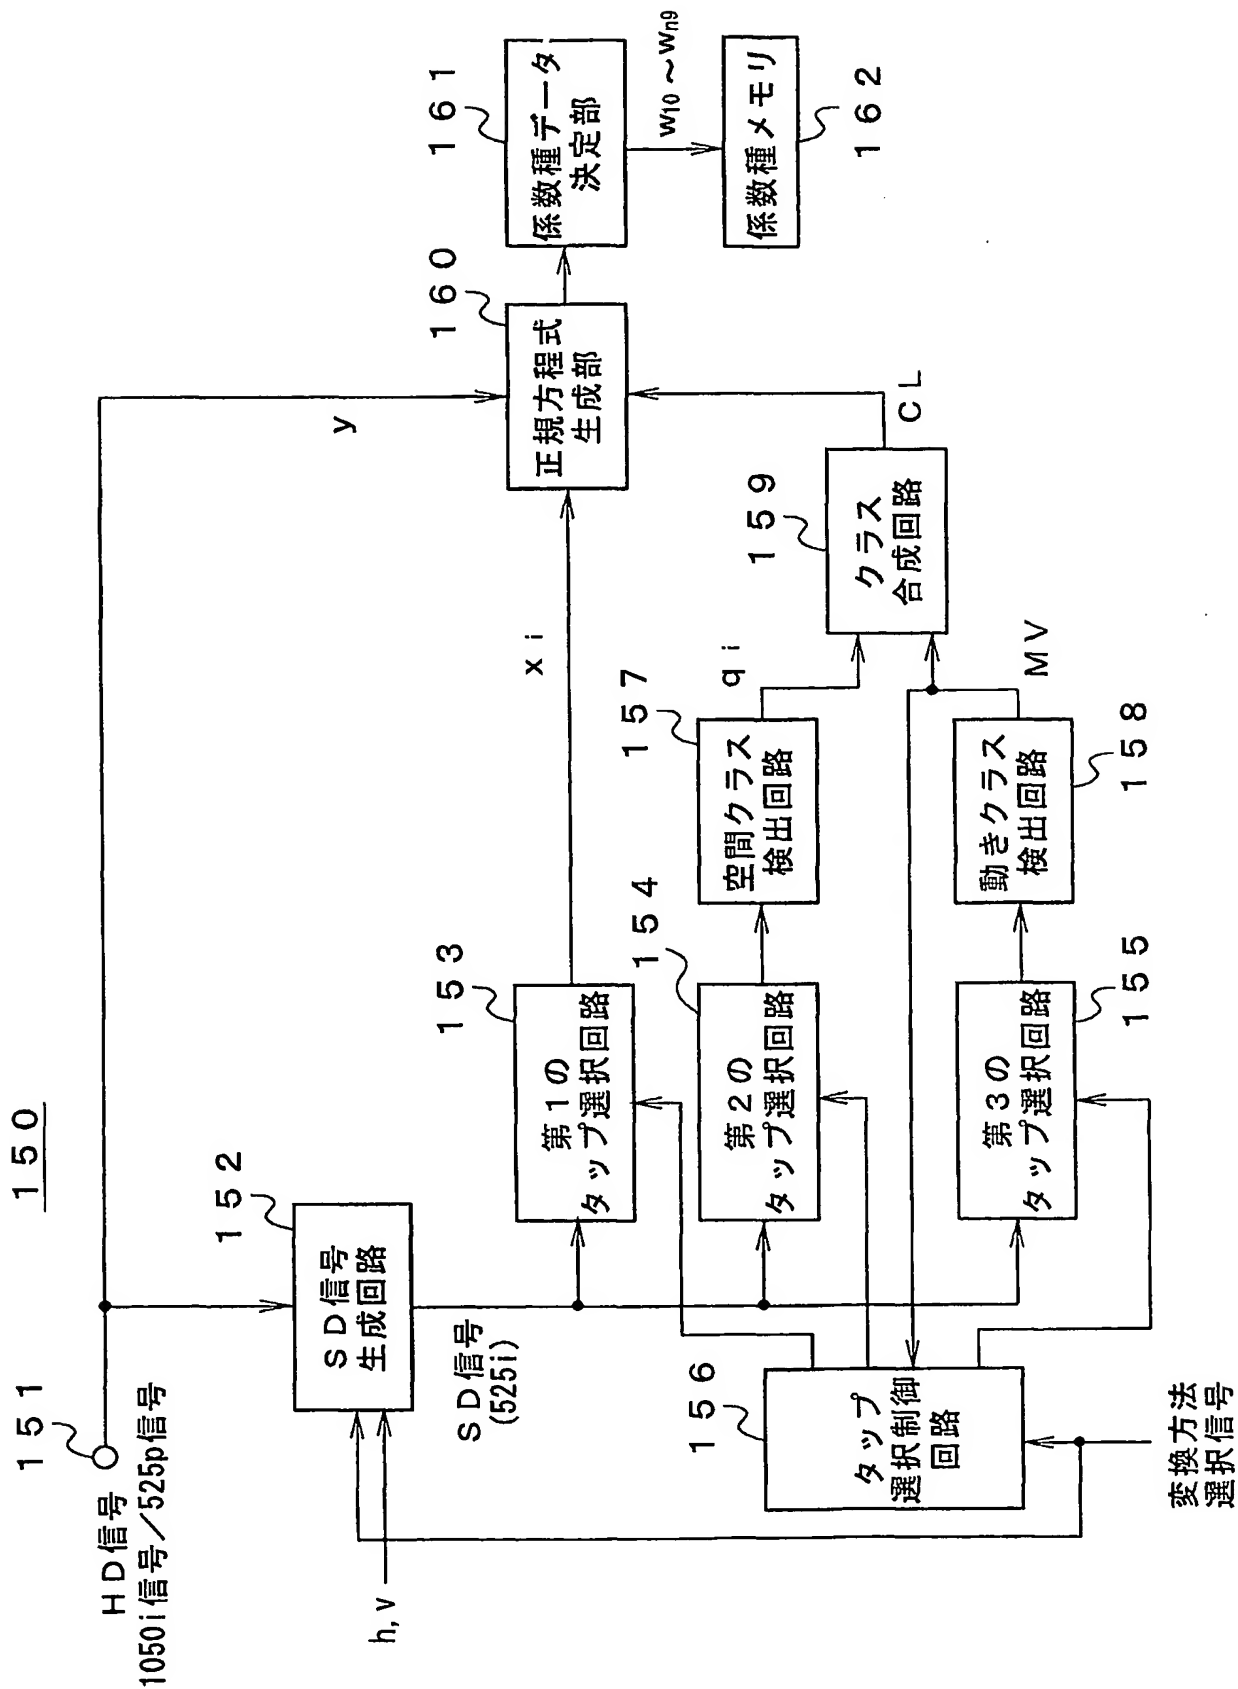 150
151
HD信号
1050i信号/525p信号
152
SD信号
生成回路
h,v
SD信号
(525i)
153
第1の
タップ選択回路
xi
y
160
正規方程式
生成部
161
係数種データ
決定部
w10～wn9
係数種メモリ
162
154
第2の
タップ選択回路
157
空間クラス
検出回路
qi
159
クラス
合成回路
CL
156
タップ
選択制御
回路
第3の
タップ選択回路
155
動きクラス
検出回路
158
MV
変換方法
選択信号